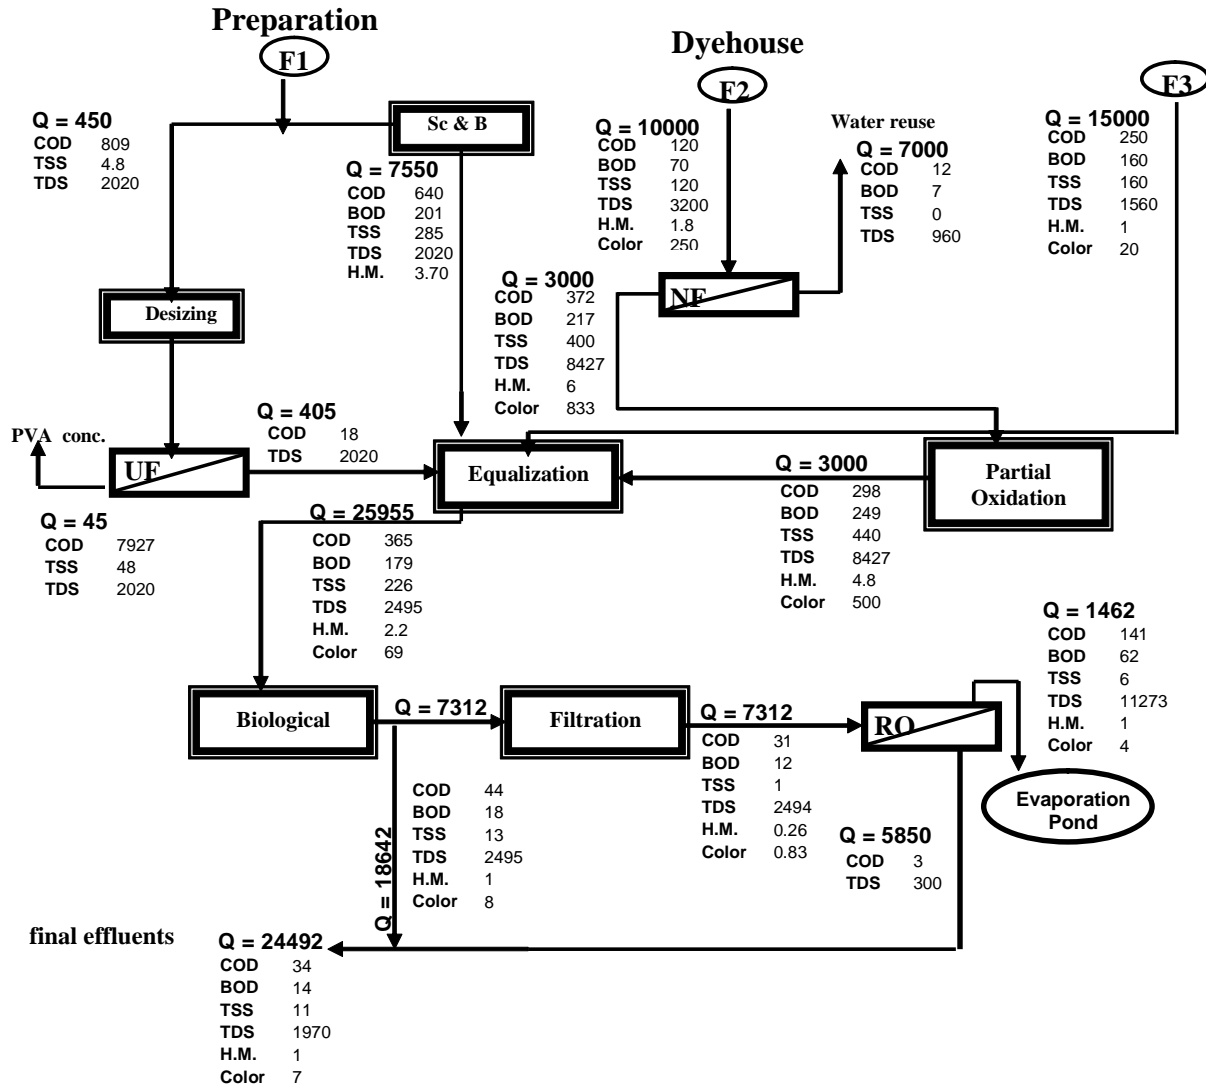 Preparation
F1
Dyehouse
F2
F3
Q = 450
COD 809
TSS 4.8
TDS 2020
Sc & B
Q = 7550
COD 640
BOD 201
TSS 285
TDS 2020
H.M. 3.70
Q = 10000
COD 120
BOD 70
TSS 120
TDS 3200
H.M. 1.8
Color 250
Water reuse
Q = 7000
COD 12
BOD 7
TSS 0
TDS 960
Q = 15000
COD 250
BOD 160
TSS 160
TDS 1560
H.M. 1
Color 20
Desizing
NF
Q = 3000
COD 372
BOD 217
TSS 400
TDS 8427
H.M. 6
Color 833
PVA conc.
UF
Q = 405
COD 18
TDS 2020
Equalization
Q = 3000
COD 298
BOD 249
TSS 440
TDS 8427
H.M. 4.8
Color 500
Partial
Oxidation
Q = 45
COD 7927
TSS 48
TDS 2020
Q = 25955
COD 365
BOD 179
TSS 226
TDS 2495
H.M. 2.2
Color 69
Q = 1462
COD 141
BOD 62
TSS 6
TDS 11273
H.M. 1
Color 4
Biological
Q = 7312
Filtration
Q = 7312
COD 31
BOD 12
TSS 1
TDS 2494
H.M. 0.26
Color 0.83
RO
Evaporation
Pond
COD 44
BOD 18
TSS 13
TDS 2495
H.M. 1
Color 8
Q = 18642
Q = 5850
COD 3
TDS 300
final effluents
Q = 24492
COD 34
BOD 14
TSS 11
TDS 1970
H.M. 1
Color 7